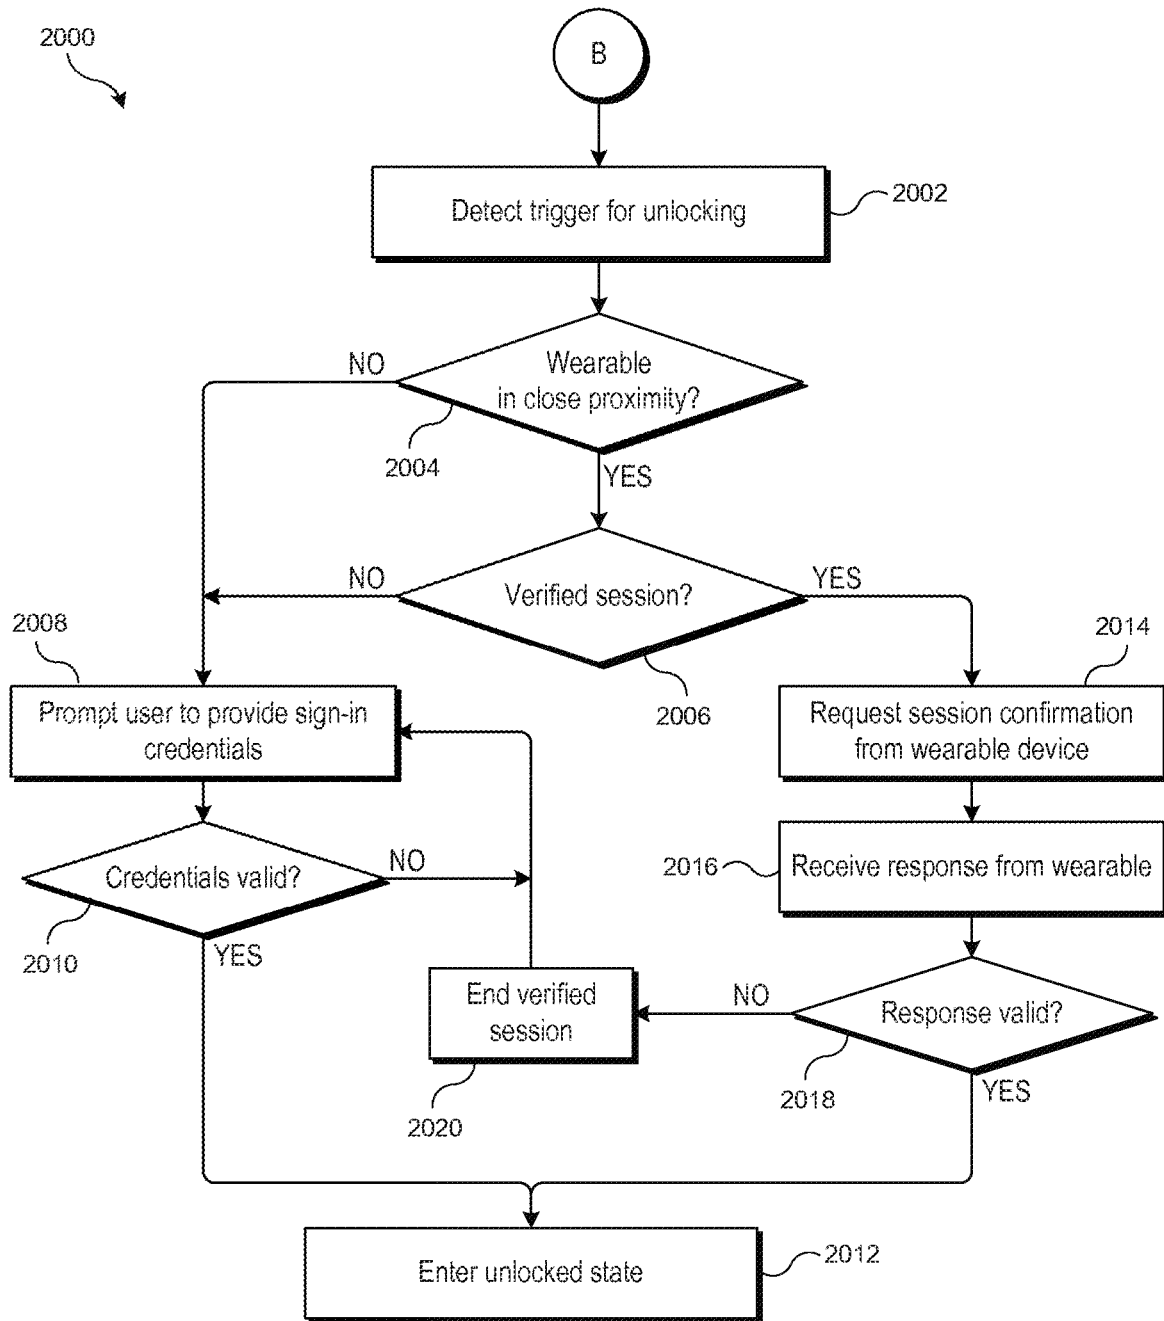 2000
B
Detect trigger for unlocking
2002
NO
Wearable
in close proximity?
2004
YES
NO
Verified session?
YES
2008
2006
2014
Prompt user to provide sign-in
credentials
Request session confirmation
from wearable device
Credentials valid?
NO
2016
Receive response from wearable
2010
YES
End verified
session
NO
Response valid?
2020
2018
YES
Enter unlocked state
2012